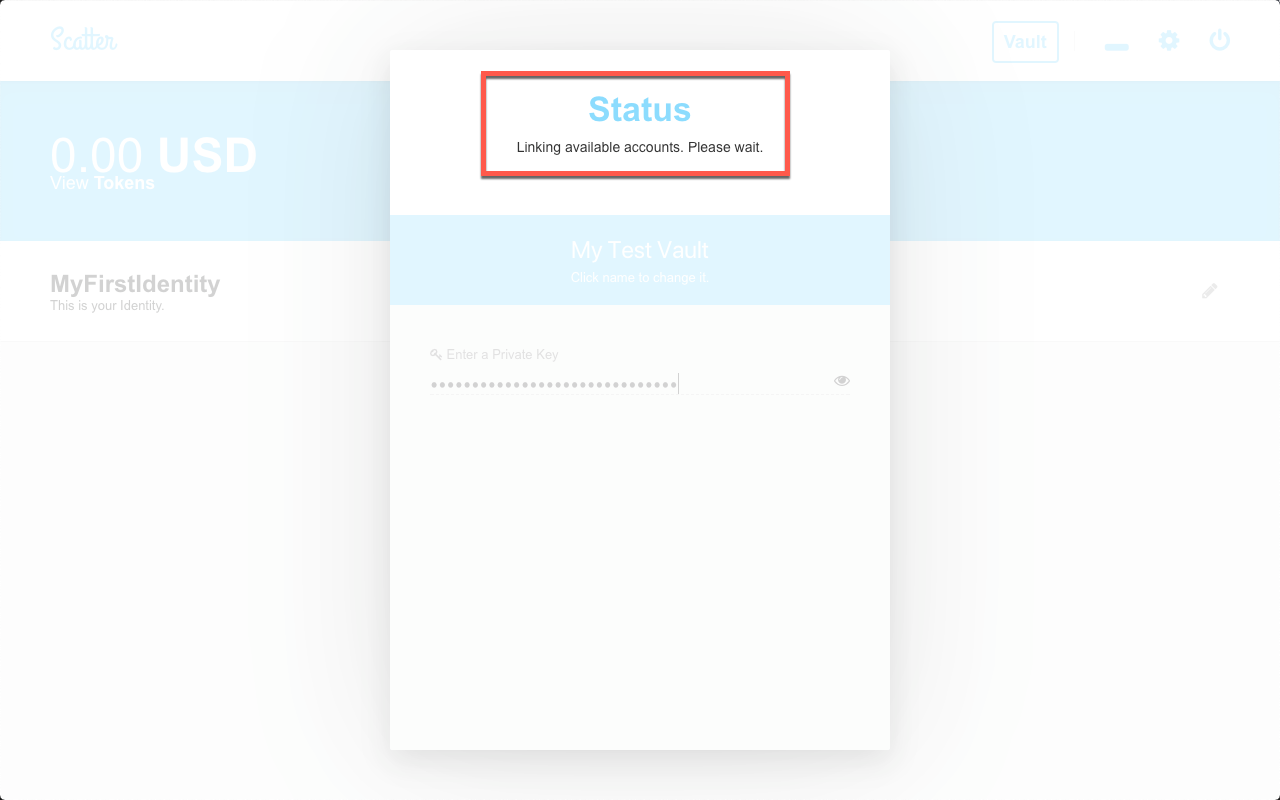 Scatter
Vault
Status
Linking available accounts. Please wait.
0.00 USD
View Tokens
My Test Vault
Click name to change it.
MyFirstIdentity
This is your Identity.
Enter a Private Key